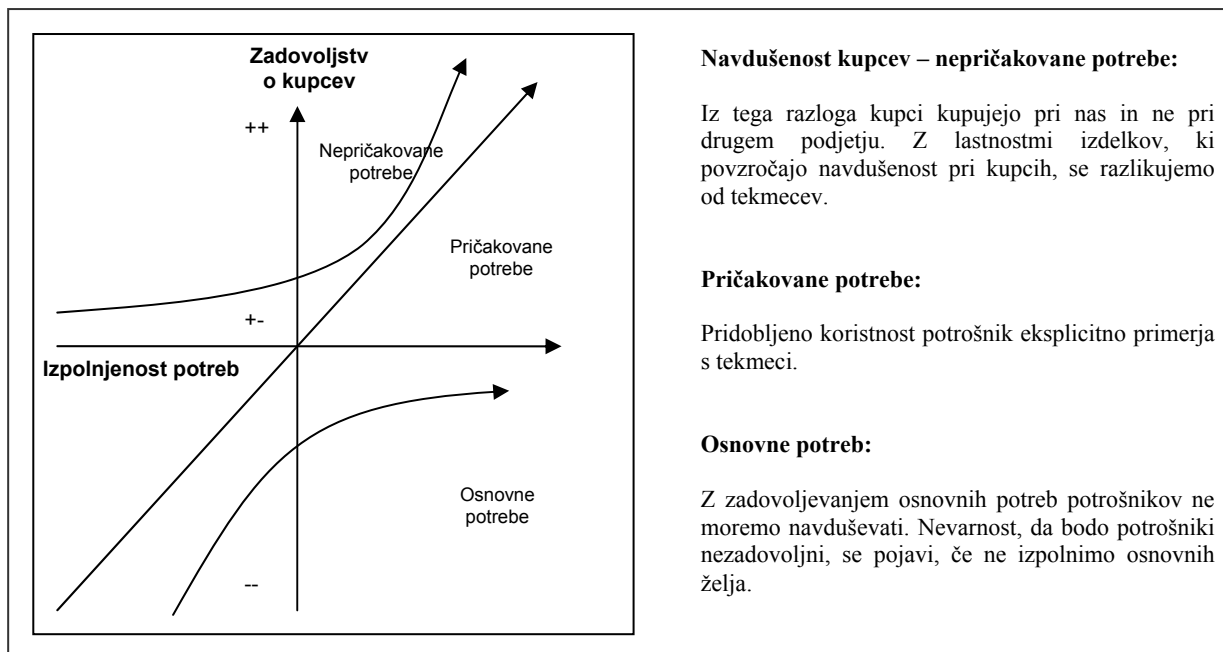 Zadovoljstv
o kupcev
++
Nepričakovane
potrebe
Pričakovane
potrebe
+-
Izpolnjenost potreb
Osnovne
potrebe
--
Navdušenost kupcev – nepričakovane potrebe:
Iz tega razloga kupci kupujejo pri nas in ne pri
drugem podjetju. Z lastnostmi izdelkov, ki
povzročajo navdušenost pri kupcih, se razlikujemo
od tekmecev.
Pričakovane potrebe:
Pridobljeno koristnost potrošnik eksplicitno primerja
s tekmeci.
Osnovne potreb:
Z zadovoljevanjem osnovnih potreb potrošnikov ne
moremo navduševati. Nevarnost, da bodo potrošniki
nezadovoljni, se pojavi, če ne izpolnimo osnovnih
želja.